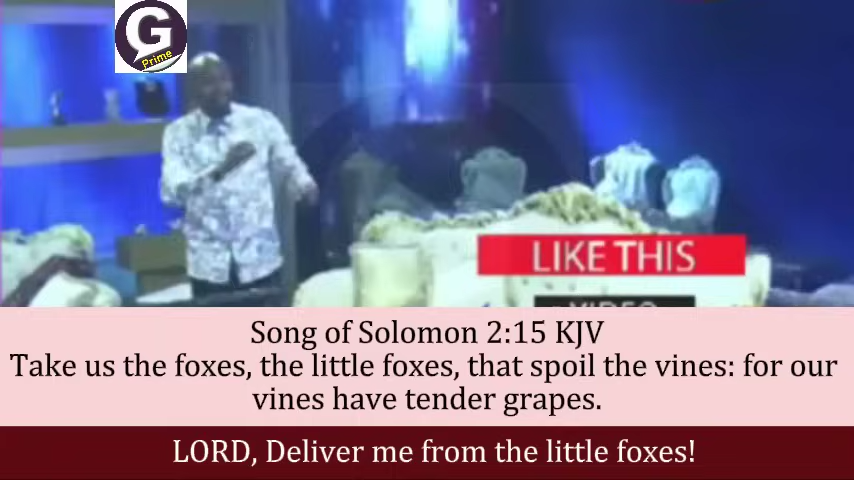 G
Prime
LIKE THIS
VIDEO
Song of Solomon 2:15 KJV
Take us the foxes, the little foxes, that spoil the vines: for our
vines have tender grapes.
LORD, Deliver me from the little foxes!